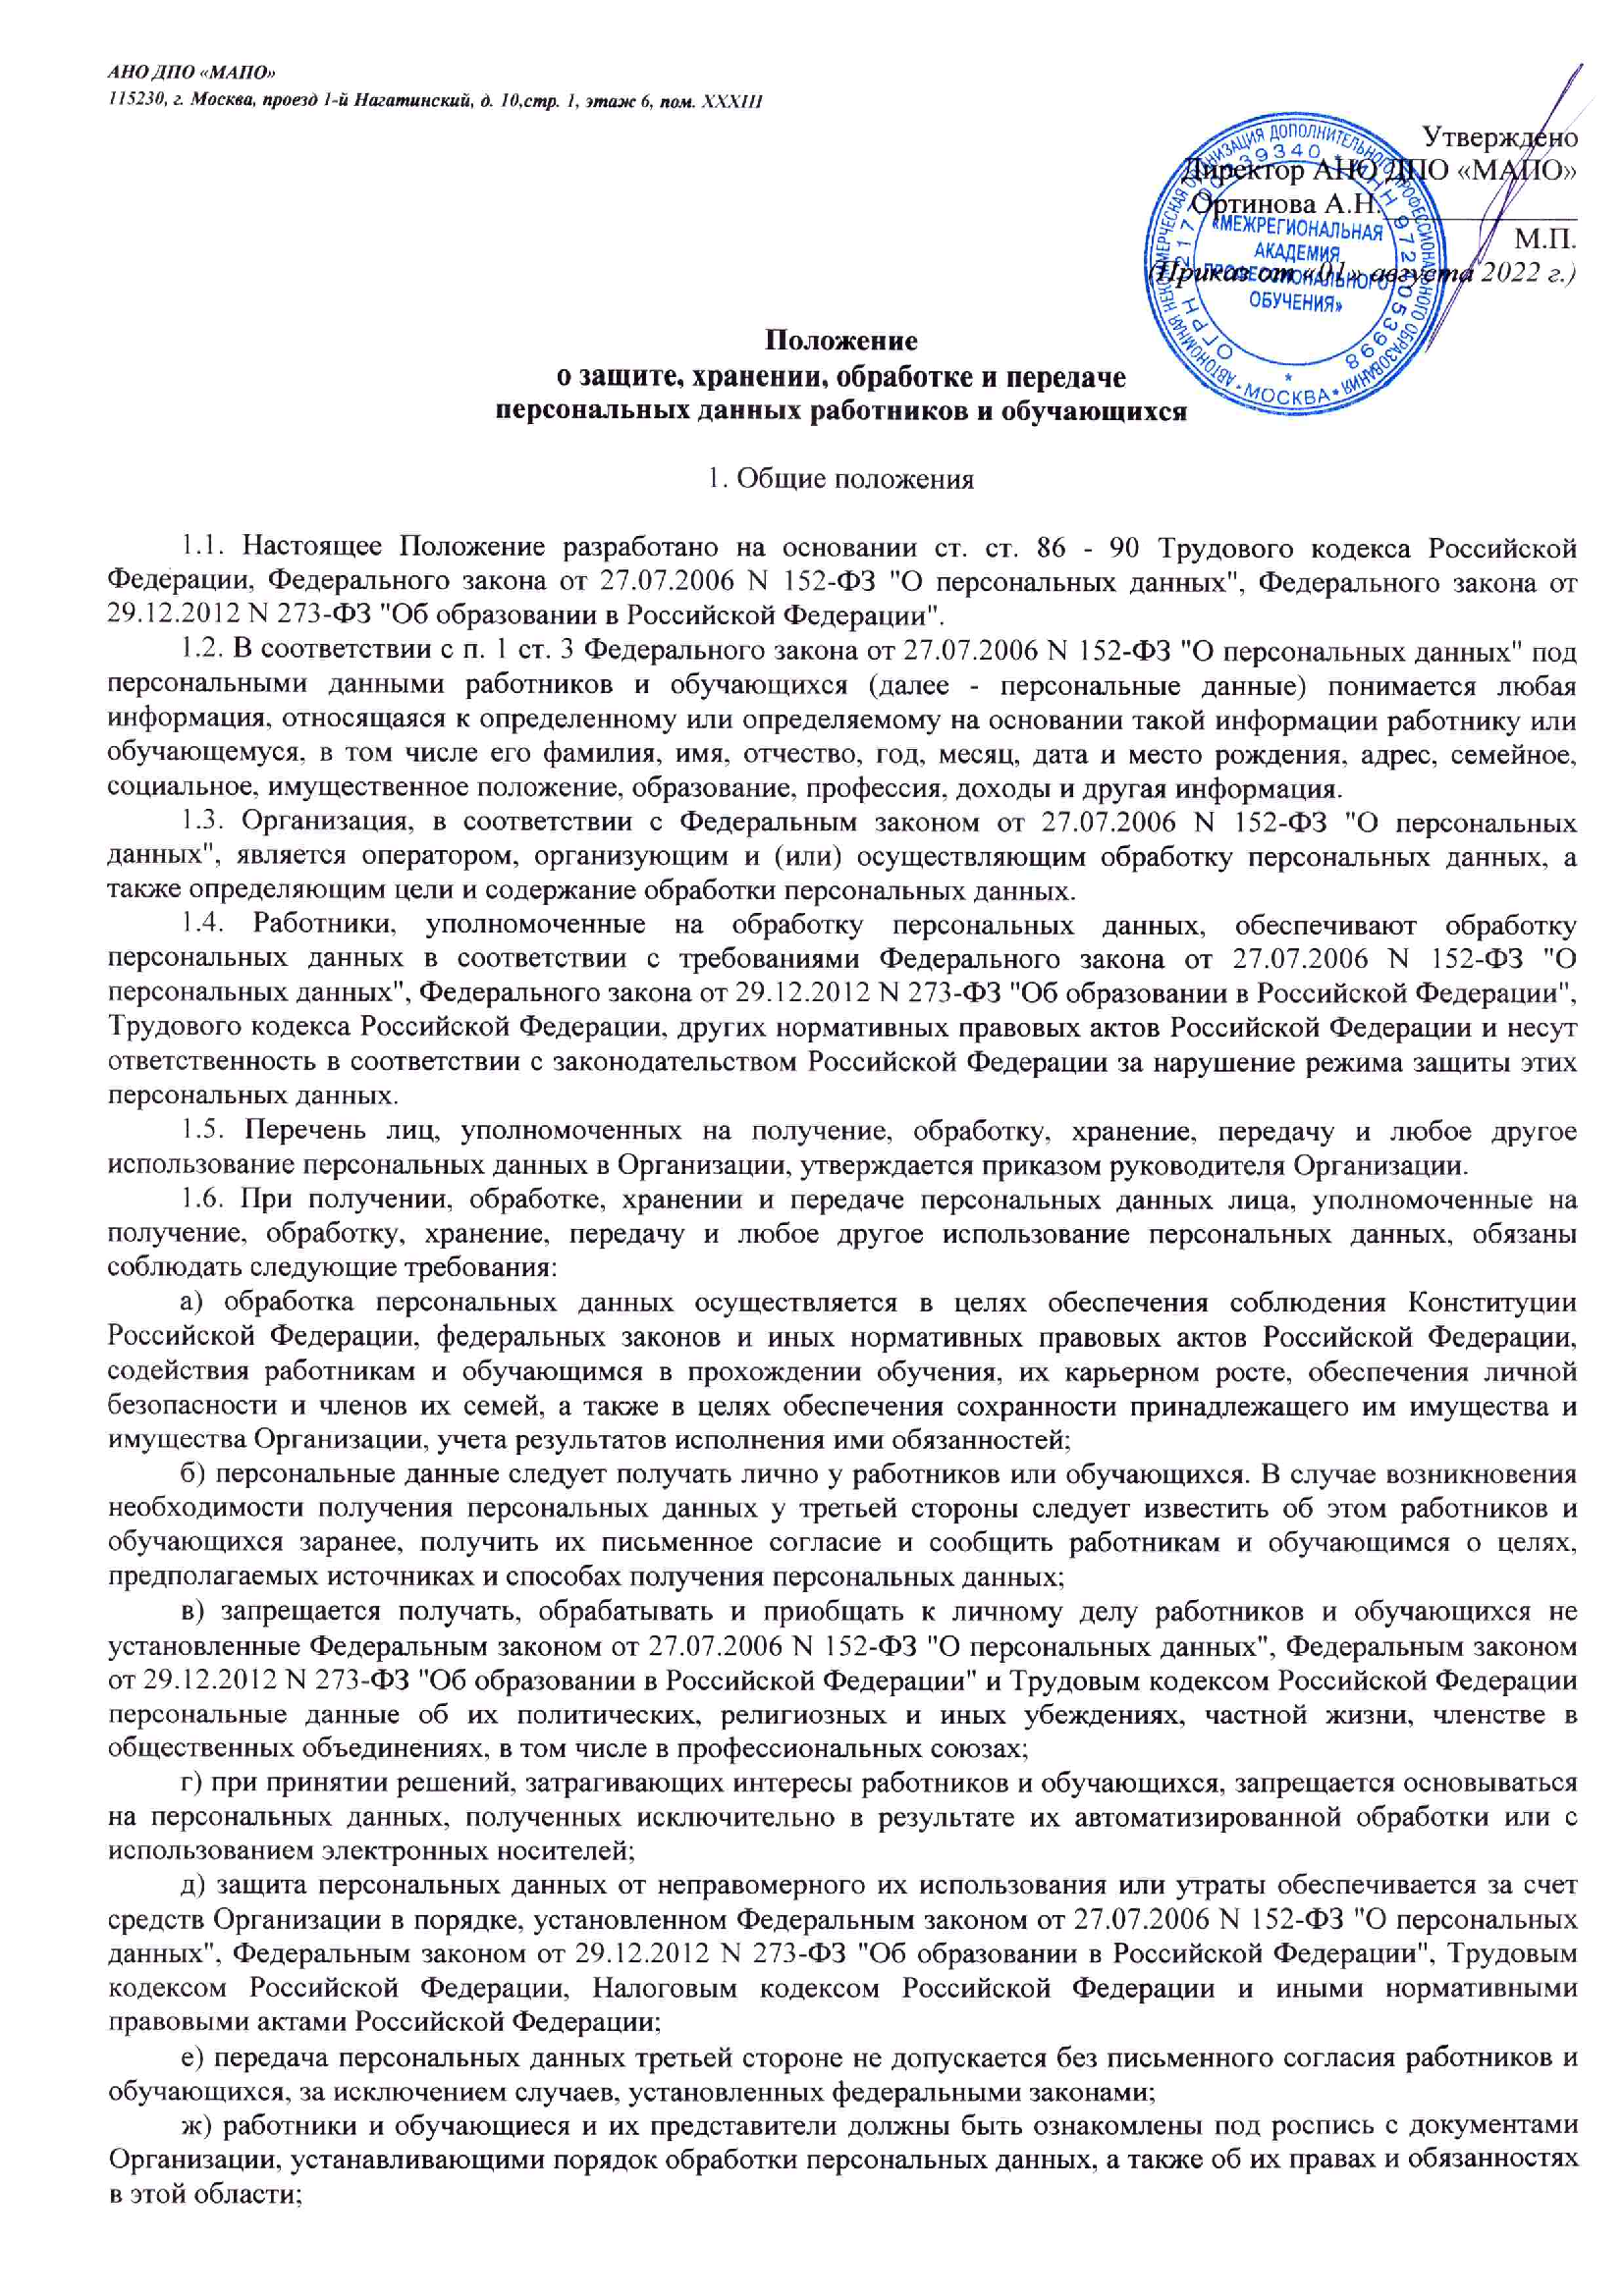 АНО ДПО «МАПО»
115230, г. Москва, проезд 1-й Нагатинский, д. 10,стр. 1, этаж 6, пом. XXXIII
Утверждено
Директор АНО ДПО «МАПО»
Ортинова А.Н.
М.П.
(Приказ от «01» августа 2022 г.)
АВТОНОМНАЯ НЕКОММЕРЧЕСКАЯ ОРГАНИЗАЦИЯ ДОПОЛНИТЕЛЬНОГО ПРОФЕССИОНАЛЬНОГО ОБРАЗОВАНИЯ
* МОСКВА *
ИНН 9724053998
«МЕЖРЕГИОНАЛЬНАЯ
АКАДЕМИЯ
ПРОФЕССИОНАЛЬНОГО
ОБУЧЕНИЯ»
Положение
о защите, хранении, обработке и передаче
персональных данных работников и обучающихся
1. Общие положения
1.1. Настоящее Положение разработано на основании ст. ст. 86 - 90 Трудового кодекса Российской
Федерации, Федерального закона от 27.07.2006 N 152-ФЗ "О персональных данных", Федерального закона от
29.12.2012 N 273-ФЗ "Об образовании в Российской Федерации".
1.2. В соответствии с п. 1 ст. 3 Федерального закона от 27.07.2006 N 152-ФЗ "О персональных данных" под
персональными данными работников и обучающихся (далее - персональные данные) понимается любая
информация, относящаяся к определенному или определяемому на основании такой информации работнику или
обучающемуся, в том числе его фамилия, имя, отчество, год, месяц, дата и место рождения, адрес, семейное,
социальное, имущественное положение, образование, профессия, доходы и другая информация.
1.3. Организация, в соответствии с Федеральным законом от 27.07.2006 N 152-ФЗ "О персональных
данных", является оператором, организующим и (или) осуществляющим обработку персональных данных, а
также определяющим цели и содержание обработки персональных данных.
1.4. Работники, уполномоченные на обработку персональных данных, обеспечивают обработку
персональных данных в соответствии с требованиями Федерального закона от 27.07.2006 N 152-ФЗ "О
персональных данных", Федерального закона от 29.12.2012 N 273-ФЗ "Об образовании в Российской Федерации",
Трудового кодекса Российской Федерации, других нормативных правовых актов Российской Федерации и несут
ответственность в соответствии с законодательством Российской Федерации за нарушение режима защиты этих
персональных данных.
1.5. Перечень лиц, уполномоченных на получение, обработку, хранение, передачу и любое другое
использование персональных данных в Организации, утверждается приказом руководителя Организации.
1.6. При получении, обработке, хранении и передаче персональных данных лица, уполномоченные на
получение, обработку, хранение, передачу и любое другое использование персональных данных, обязаны
соблюдать следующие требования:
а) обработка персональных данных осуществляется в целях обеспечения соблюдения Конституции
Российской Федерации, федеральных законов и иных нормативных правовых актов Российской Федерации,
содействия работникам и обучающимся в прохождении обучения, их карьерном росте, обеспечения личной
безопасности и членов их семей, а также в целях обеспечения сохранности принадлежащего им имущества и
имущества Организации, учета результатов исполнения ими обязанностей;
б) персональные данные следует получать лично у работников или обучающихся. В случае возникновения
необходимости получения персональных данных у третьей стороны следует известить об этом работников и
обучающихся заранее, получить их письменное согласие и сообщить работникам и обучающимся о целях,
предполагаемых источниках и способах получения персональных данных;
в) запрещается получать, обрабатывать и приобщать к личному делу работников и обучающихся не
установленные Федеральным законом от 27.07.2006 N 152-ФЗ "О персональных данных", Федеральным законом
от 29.12.2012 N 273-ФЗ "Об образовании в Российской Федерации" и Трудовым кодексом Российской Федерации
персональные данные об их политических, религиозных и иных убеждениях, частной жизни, членстве в
общественных объединениях, в том числе в профессиональных союзах;
г) при принятии решений, затрагивающих интересы работников и обучающихся, запрещается основываться
на персональных данных, полученных исключительно в результате их автоматизированной обработки или с
использованием электронных носителей;
д) защита персональных данных от неправомерного их использования или утраты обеспечивается за счет
средств Организации в порядке, установленном Федеральным законом от 27.07.2006 N 152-ФЗ "О персональных
данных", Федеральным законом от 29.12.2012 N 273-ФЗ "Об образовании в Российской Федерации", Трудовым
кодексом Российской Федерации, Налоговым кодексом Российской Федерации и иными нормативными
правовыми актами Российской Федерации;
е) передача персональных данных третьей стороне не допускается без письменного согласия работников и
обучающихся, за исключением случаев, установленных федеральными законами;
ж) работники и обучающиеся и их представители должны быть ознакомлены под роспись с документами
Организации, устанавливающими порядок обработки персональных данных, а также об их правах и обязанностях
в этой области;